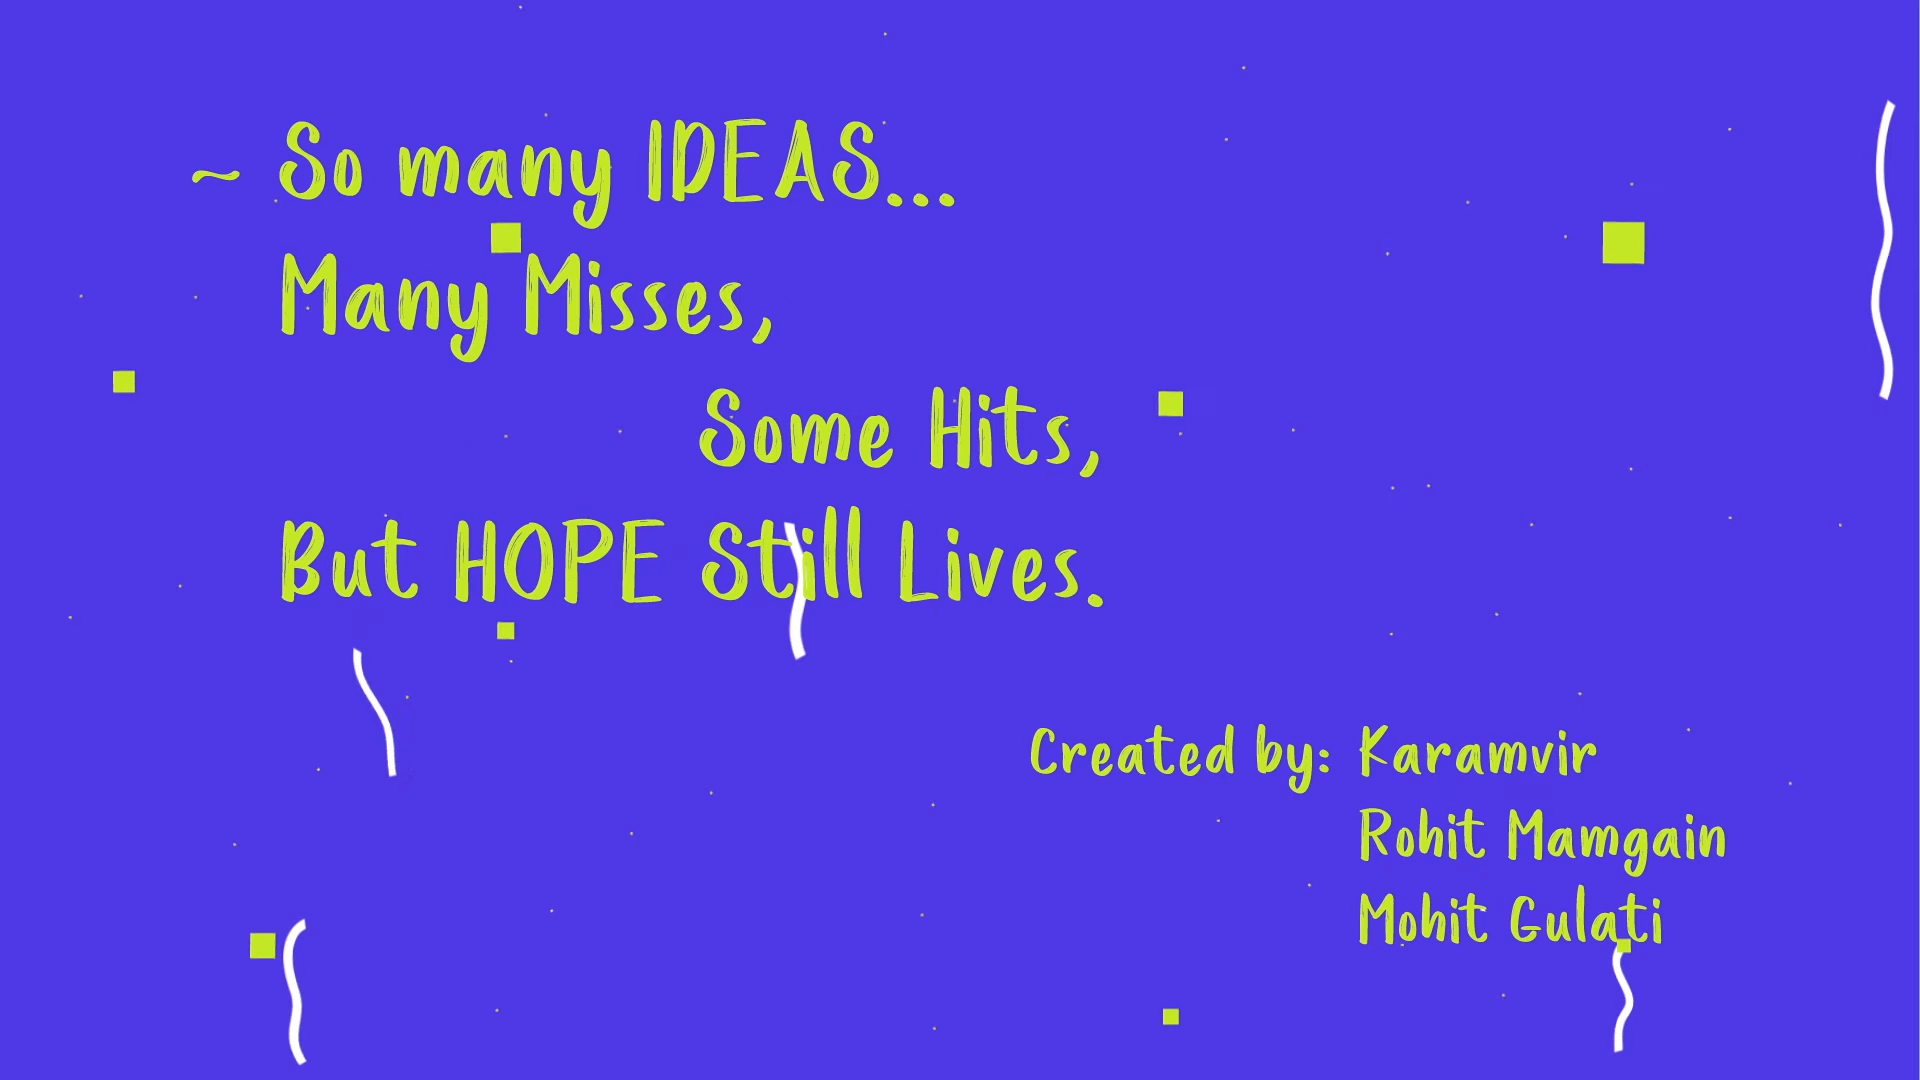 ~ So many IDEAS...
Many Misses,
Some Hits,
But HOPE Still Lives.
Created by: Karamvir
Rohit Mamgain
Mohit Gulati